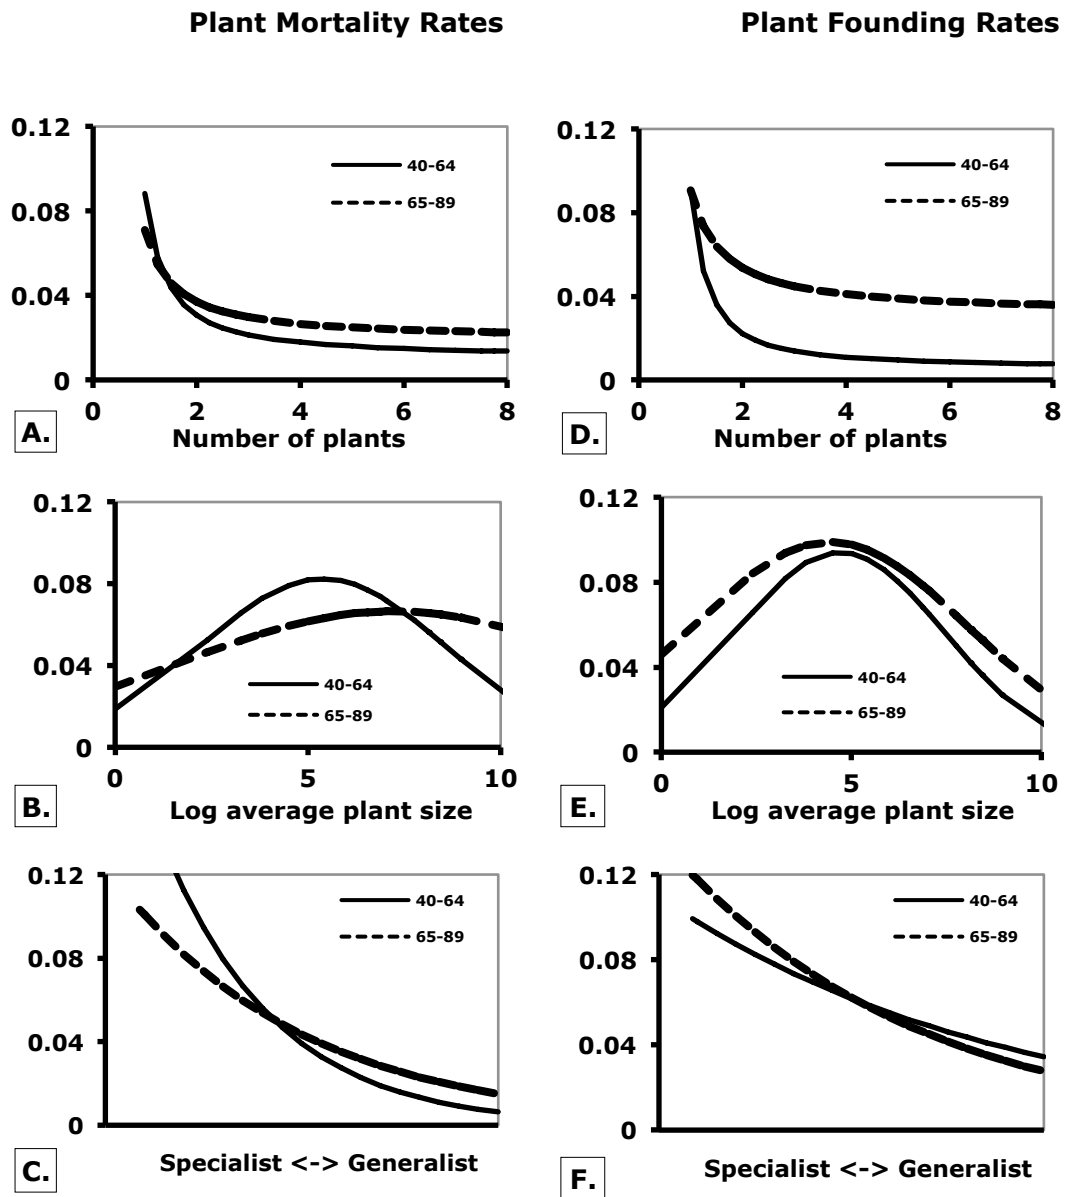 Plant Mortality Rates
Plant Founding Rates
0.12
0.08
0.04
0
0 2 4 6 8
40-64
65-89
A.
Number of plants
0.12
0.08
0.04
0
0 2 4 6 8
40-64
65-89
D.
Number of plants
0.12
0.08
0.04
0
0 5 10
40-64
65-89
B.
Log average plant size
0.12
0.08
0.04
0
0 5 10
40-64
65-89
E.
Log average plant size
0.12
0.08
0.04
0
40-64
65-89
C.
Specialist <-> Generalist
0.12
0.08
0.04
0
40-64
65-89
F.
Specialist <-> Generalist